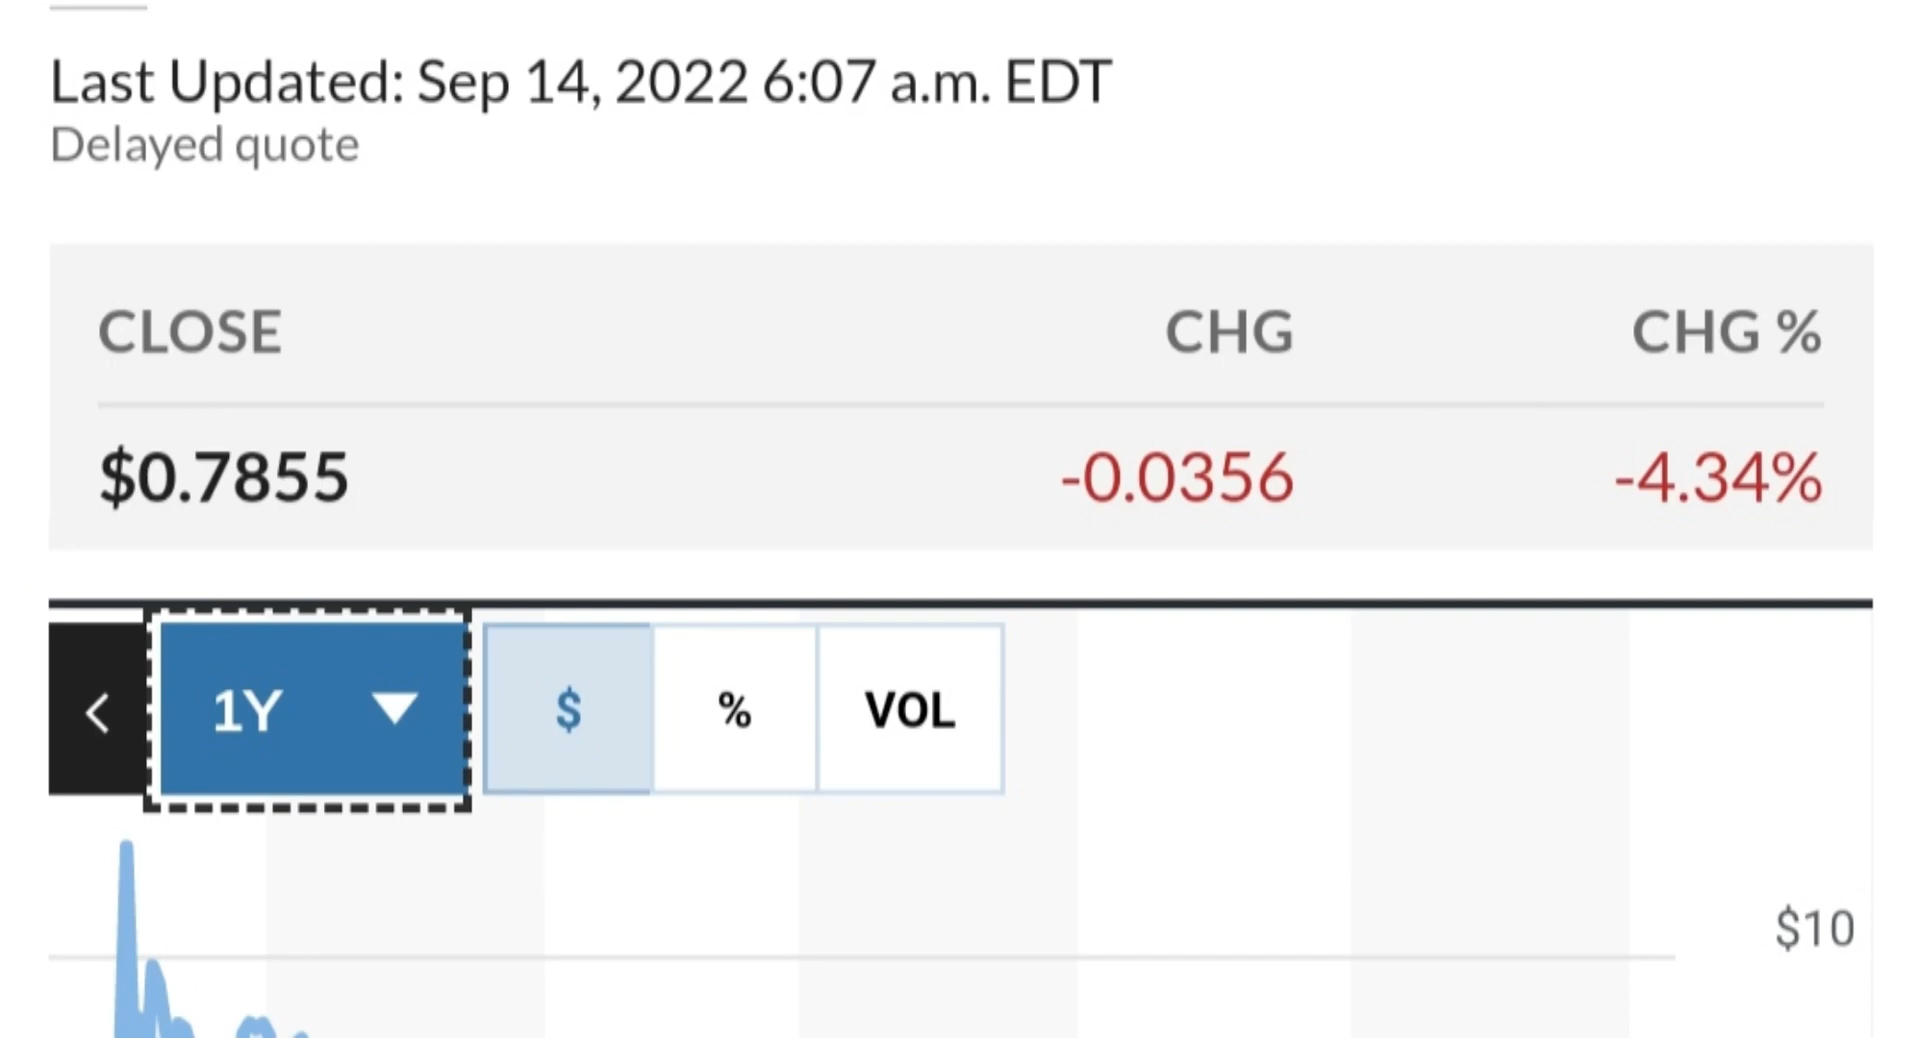 Last Updated: Sep 14, 2022 6:07 a.m. EDT
Delayed quote
CLOSE CHG CHG %
$0.7855 -0.0356 -4.34%
1Y $ % VOL
$10